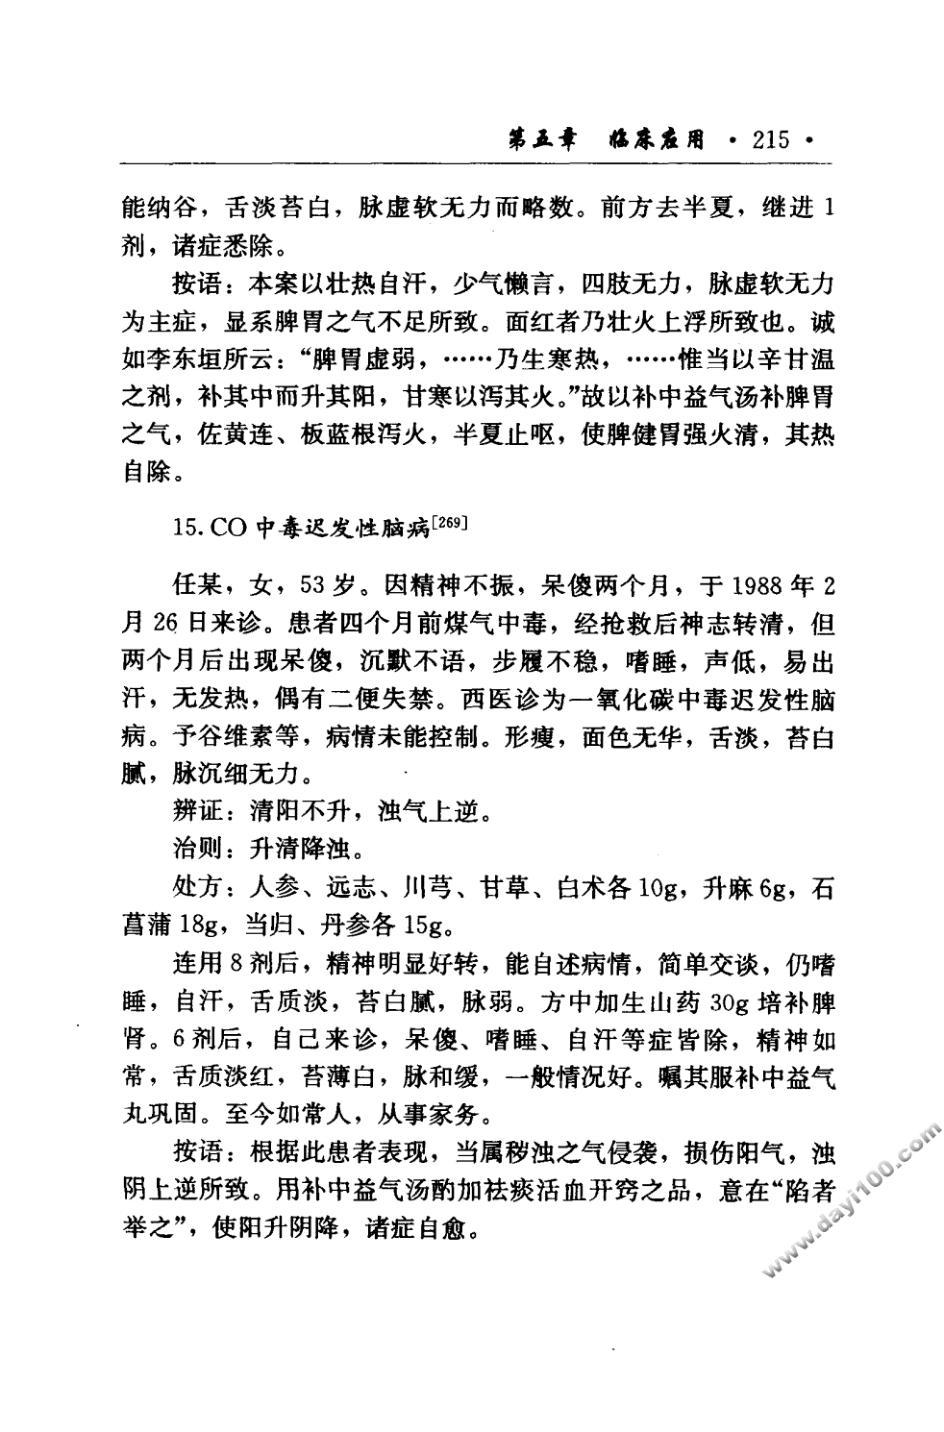 第五章　临床应用 · 215 ·
能纳谷，舌淡苔白，脉虚软无力而略数。前方去半夏，继进 1
剂，诸症悉除。
按语：本案以壮热自汗，少气懒言，四肢无力，脉虚软无力
为主症，显系脾胃之气不足所致。面红者乃壮火上浮所致也。诚
如李东垣所云：“脾胃虚弱，……乃生寒热，……惟当以辛甘温
之剂，补其中而升其阳，甘寒以泻其火。”故以补中益气汤补脾胃
之气，佐黄连、板蓝根泻火，半夏止呕，使脾健胃强火清，其热
自除。
15. CO 中毒迟发性脑病[269]
任某，女，53 岁。因精神不振，呆傻两个月，于 1988 年 2
月 26 日来诊。患者四个月前煤气中毒，经抢救后神志转清，但
两个月后出现呆傻，沉默不语，步履不稳，嗜睡，声低，易出
汗，无发热，偶有二便失禁。西医诊为一氧化碳中毒迟发性脑
病。予谷维素等，病情未能控制。形瘦，面色无华，舌淡，苔白
腻，脉沉细无力。
辨证：清阳不升，浊气上逆。
治则：升清降浊。
处方：人参、远志、川芎、甘草、白术各 10g，升麻 6g，石
菖蒲 18g，当归、丹参各 15g。
连用 8 剂后，精神明显好转，能自述病情，简单交谈，仍嗜
睡，自汗，舌质淡，苔白腻，脉弱。方中加生山药 30g 培补脾
肾。6 剂后，自己来诊，呆傻、嗜睡、自汗等症皆除，精神如
常，舌质淡红，苔薄白，脉和缓，一般情况好。嘱其服补中益气
丸巩固。至今如常人，从事家务。
按语：根据此患者表现，当属秽浊之气侵袭，损伤阳气，浊
阴上逆所致。用补中益气汤酌加祛痰活血开窍之品，意在“陷者
举之”，使阳升阴降，诸症自愈。
www.dayi100.com